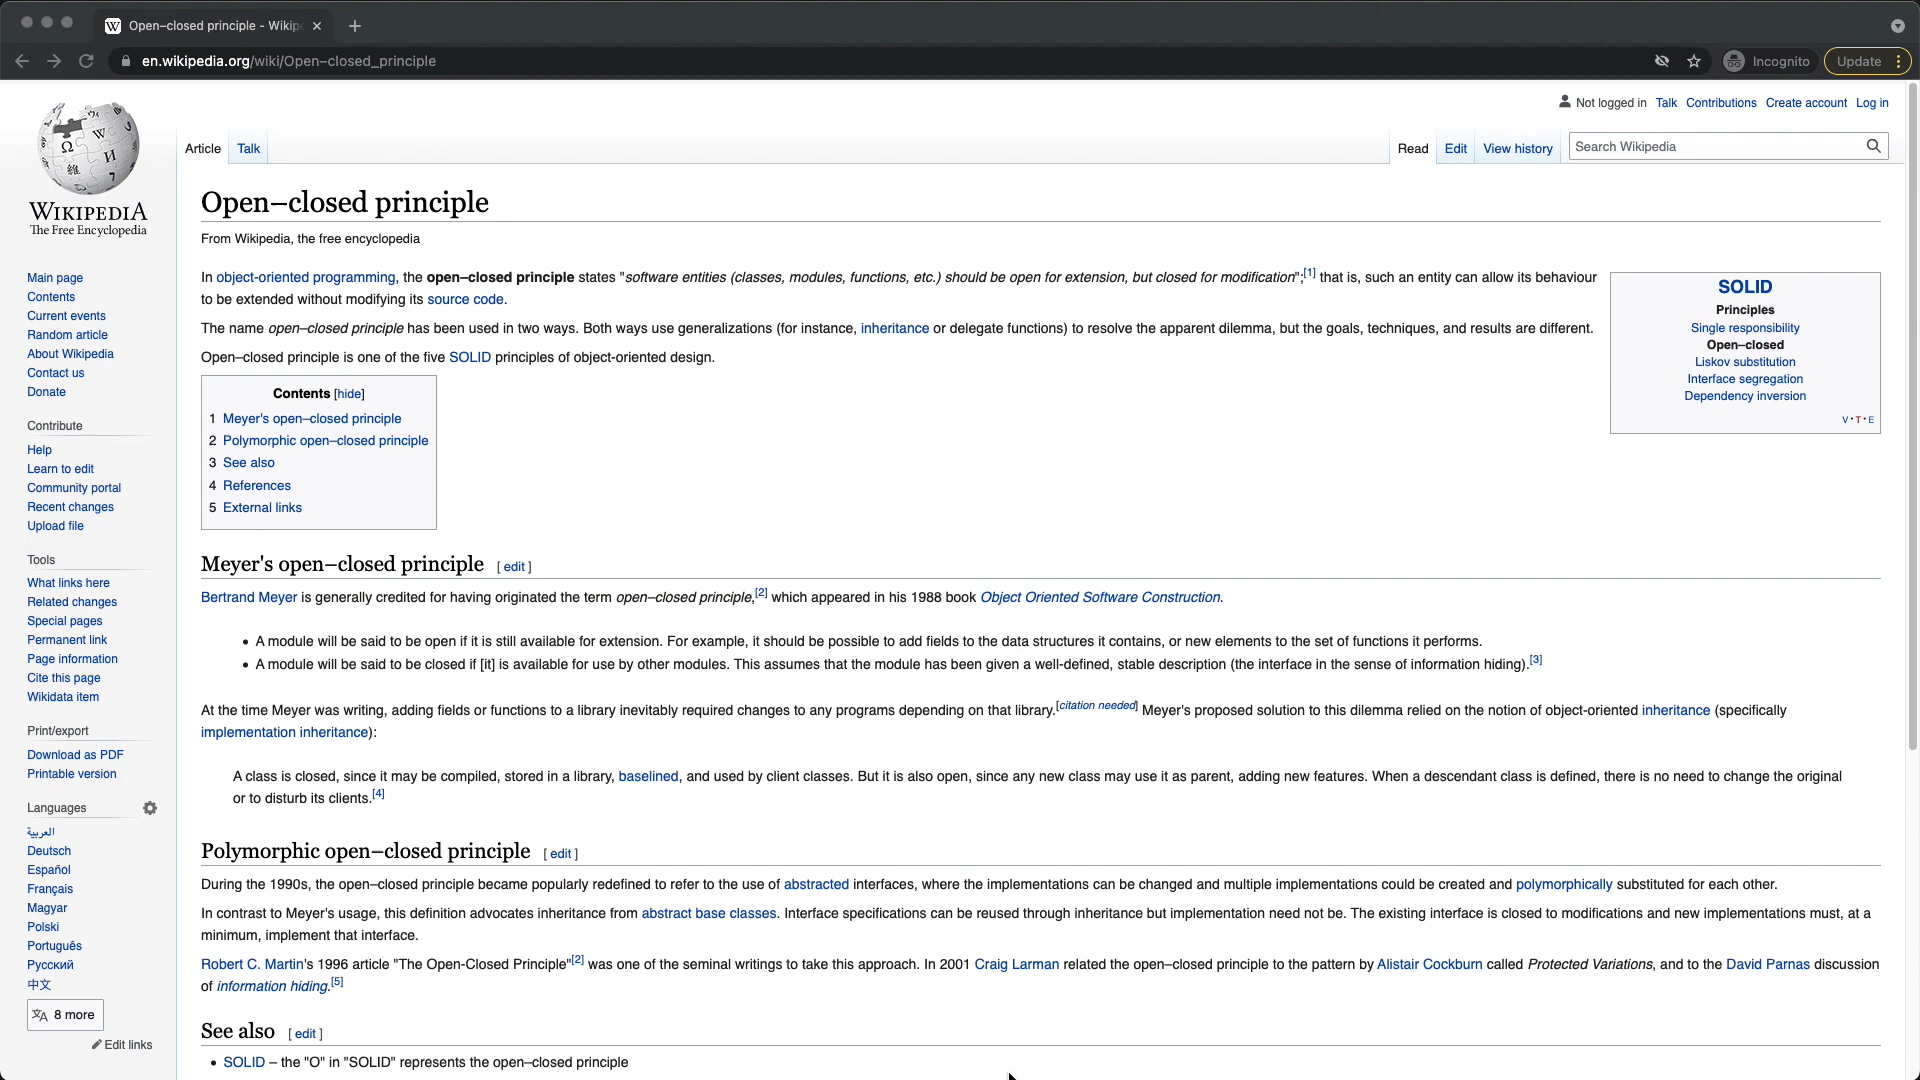 Open–closed principle - Wikip
en.wikipedia.org/wiki/Open–closed_principle
Incognito
Update
Not logged in Talk Contributions Create account Log in
Article Talk
Read Edit View history
Search Wikipedia
WIKIPEDIA
The Free Encyclopedia
Main page
Contents
Current events
Random article
About Wikipedia
Contact us
Donate
Contribute
Help
Learn to edit
Community portal
Recent changes
Upload file
Tools
What links here
Related changes
Special pages
Permanent link
Page information
Cite this page
Wikidata item
Print/export
Download as PDF
Printable version
Languages
العربية
Deutsch
Español
Français
Magyar
Polski
Português
Русский
中文
8 more
Edit links
Open–closed principle
From Wikipedia, the free encyclopedia
In object-oriented programming, the open–closed principle states "software entities (classes, modules, functions, etc.) should be open for extension, but closed for modification";[1] that is, such an entity can allow its behaviour
to be extended without modifying its source code.
The name open–closed principle has been used in two ways. Both ways use generalizations (for instance, inheritance or delegate functions) to resolve the apparent dilemma, but the goals, techniques, and results are different.
Open–closed principle is one of the five SOLID principles of object-oriented design.
SOLID
Principles
Single responsibility
Open–closed
Liskov substitution
Interface segregation
Dependency inversion
V·T·E
Contents [hide]
1 Meyer's open–closed principle
2 Polymorphic open–closed principle
3 See also
4 References
5 External links
Meyer's open–closed principle [ edit ]
Bertrand Meyer is generally credited for having originated the term open–closed principle,[2] which appeared in his 1988 book Object Oriented Software Construction.
• A module will be said to be open if it is still available for extension. For example, it should be possible to add fields to the data structures it contains, or new elements to the set of functions it performs.
• A module will be said to be closed if [it] is available for use by other modules. This assumes that the module has been given a well-defined, stable description (the interface in the sense of information hiding).[3]
At the time Meyer was writing, adding fields or functions to a library inevitably required changes to any programs depending on that library.[citation needed] Meyer's proposed solution to this dilemma relied on the notion of object-oriented inheritance (specifically
implementation inheritance):
A class is closed, since it may be compiled, stored in a library, baselined, and used by client classes. But it is also open, since any new class may use it as parent, adding new features. When a descendant class is defined, there is no need to change the original
or to disturb its clients.[4]
Polymorphic open–closed principle [ edit ]
During the 1990s, the open–closed principle became popularly redefined to refer to the use of abstracted interfaces, where the implementations can be changed and multiple implementations could be created and polymorphically substituted for each other.
In contrast to Meyer's usage, this definition advocates inheritance from abstract base classes. Interface specifications can be reused through inheritance but implementation need not be. The existing interface is closed to modifications and new implementations must, at a
minimum, implement that interface.
Robert C. Martin's 1996 article "The Open-Closed Principle"[2] was one of the seminal writings to take this approach. In 2001 Craig Larman related the open–closed principle to the pattern by Alistair Cockburn called Protected Variations, and to the David Parnas discussion
of information hiding.[5]
See also [ edit ]
• SOLID – the "O" in "SOLID" represents the open–closed principle